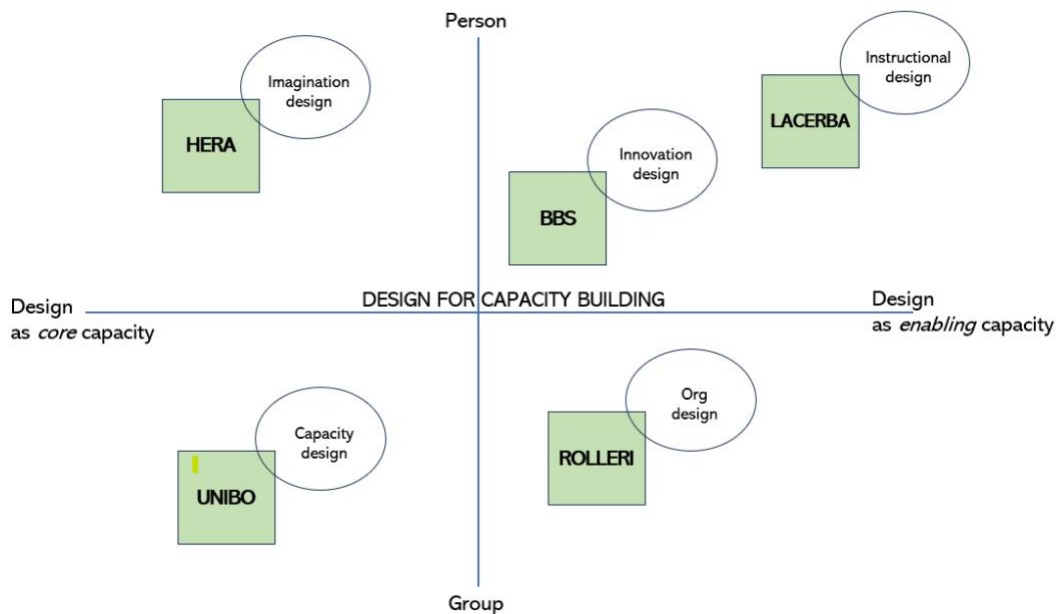 Person
Instructional
design
Imagination
design
LACERBA
HERA
Innovation
design
BBS
DESIGN FOR CAPACITY BUILDING
Design
as core capacity
Design
as enabling capacity
Org
design
Capacity
design
ROLLERI
UNIBO
Group